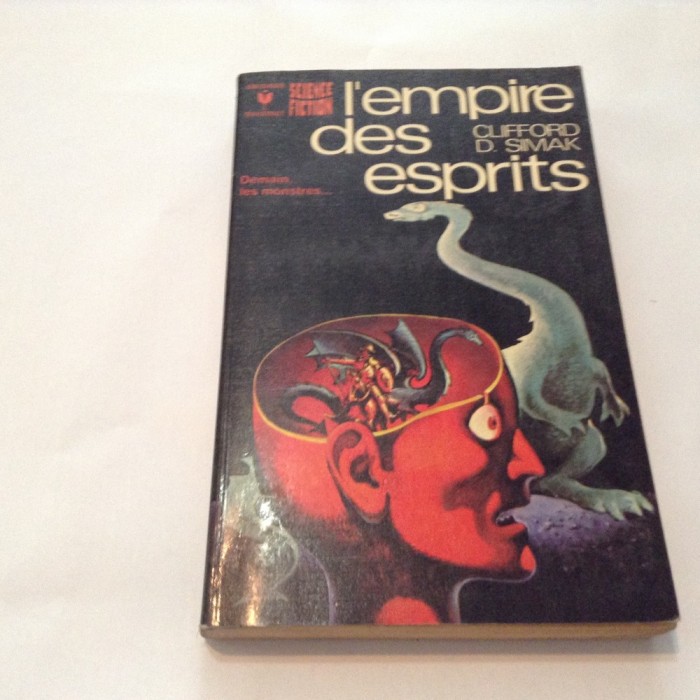 SCIENCE
FICTION
l'empire
des
esprits
CLIFFORD
D. SIMAK
Demain,
les monstres...